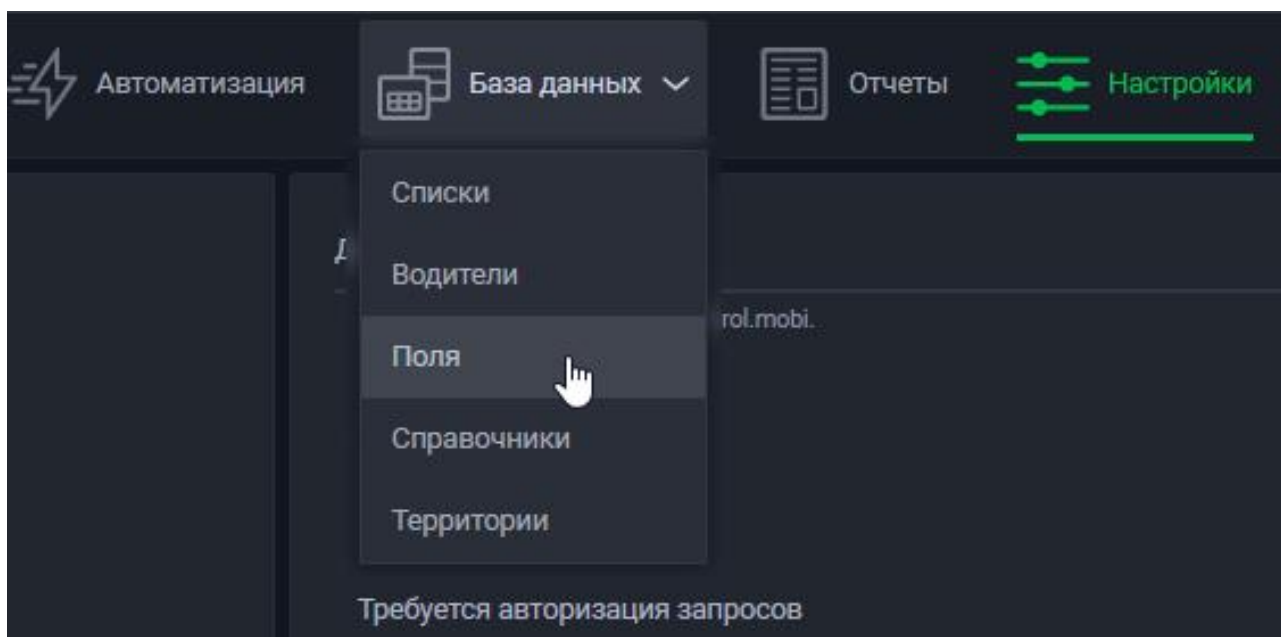 Автоматизация
База данных
Отчеты
Настройки
Списки
Водители
rol.mobi.
Поля
Справочники
Территории
Требуется авторизация запросов